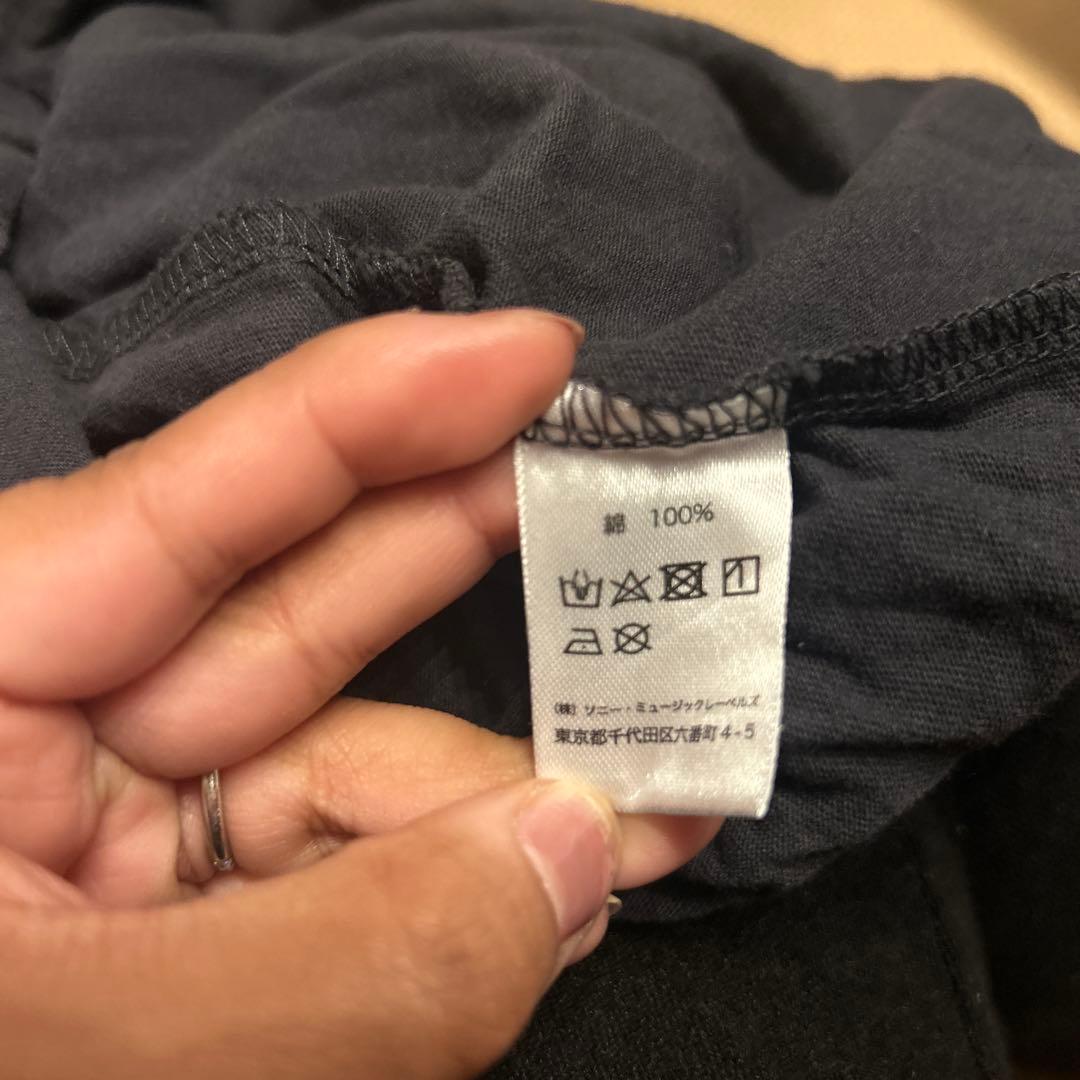 綿 100%
(株) ソニー・ミュージックレーベルズ
東京都千代田区六番町4-5